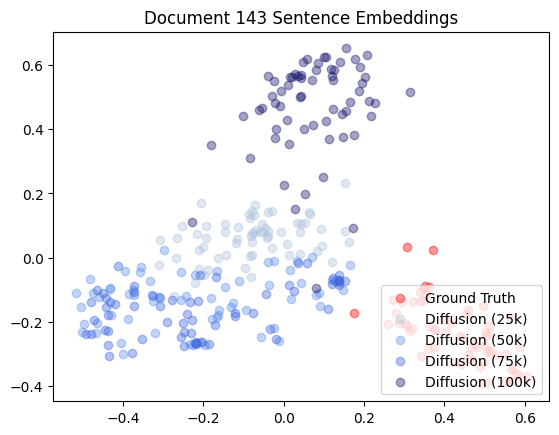 Document 143 Sentence Embeddings
0.6
0.4
0.2
0.0
−0.2
−0.4
Ground Truth
Diffusion (25k)
Diffusion (50k)
Diffusion (75k)
Diffusion (100k)
−0.4 −0.2 0.0 0.2 0.4 0.6